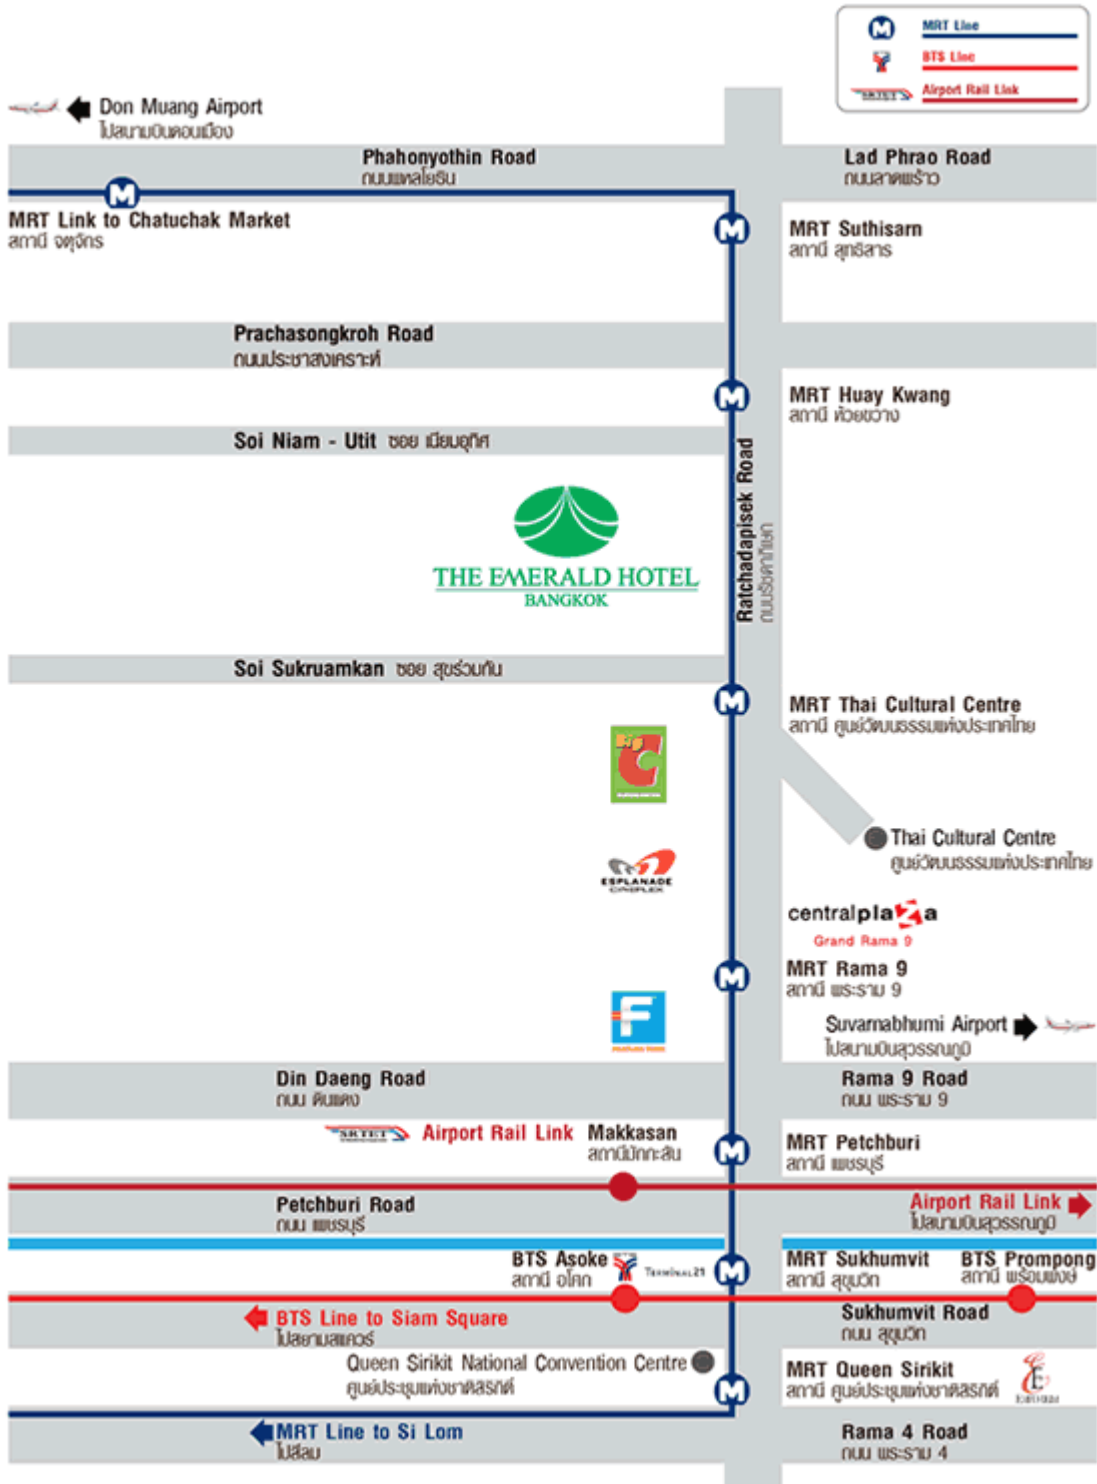 MRT Line
BTS Line
SRTET
Airport Rail Link
Don Muang Airport
ไปสนามบินดอนเมือง
Phahonyothin Road
ถนนพหลโยธิน
Lad Phrao Road
ถนนลาดพร้าว
MRT Link to Chatuchak Market
สถานี จตุจักร
MRT Suthisarn
สถานี สุทธิสาร
Prachasongkroh Road
ถนนประชาสงเคราะห์
MRT Huay Kwang
สถานี ห้วยขวาง
Soi Niam - Utit ซอย เนียมอุทิศ
Ratchadapisek Road
ถนนรัชดาภิเษก
THE EMERALD HOTEL
BANGKOK
Soi Sukruamkan ซอย สุขร่วมกัน
MRT Thai Cultural Centre
สถานี ศูนย์วัฒนธรรมแห่งประเทศไทย
Big C
Thai Cultural Centre
ศูนย์วัฒนธรรมแห่งประเทศไทย
ESPLANADE
CINEPLEX
centralplaza
Grand Rama 9
MRT Rama 9
สถานี พระราม 9
F
Suvarnabhumi Airport
ไปสนามบินสุวรรณภูมิ
Din Daeng Road
ถนน ดินแดง
Rama 9 Road
ถนน พระราม 9
SRTET Airport Rail Link Makkasan
สถานีมักกะสัน
MRT Petchburi
สถานี เพชรบุรี
Petchburi Road
ถนน เพชรบุรี
Airport Rail Link
ไปสนามบินสุวรรณภูมิ
BTS Asoke
สถานี อโศก
TERMINAL21
MRT Sukhumvit
สถานี สุขุมวิท
BTS Prompong
สถานี พร้อมพงษ์
BTS Line to Siam Square
ไปสยามสแควร์
Sukhumvit Road
ถนน สุขุมวิท
Queen Sirikit National Convention Centre
ศูนย์ประชุมแห่งชาติสิริกิติ์
MRT Queen Sirikit
สถานี ศูนย์ประชุมแห่งชาติสิริกิติ์
MRT Line to Si Lom
ไปสีลม
Rama 4 Road
ถนน พระราม 4